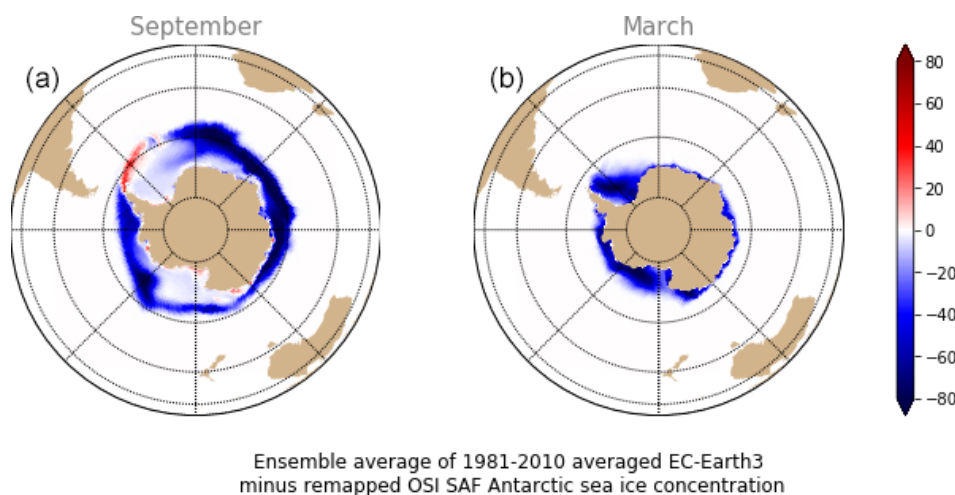 September
March
(a)
(b)
80
60
40
20
0
−20
−40
−60
−80
Ensemble average of 1981-2010 averaged EC-Earth3
minus remapped OSI SAF Antarctic sea ice concentration